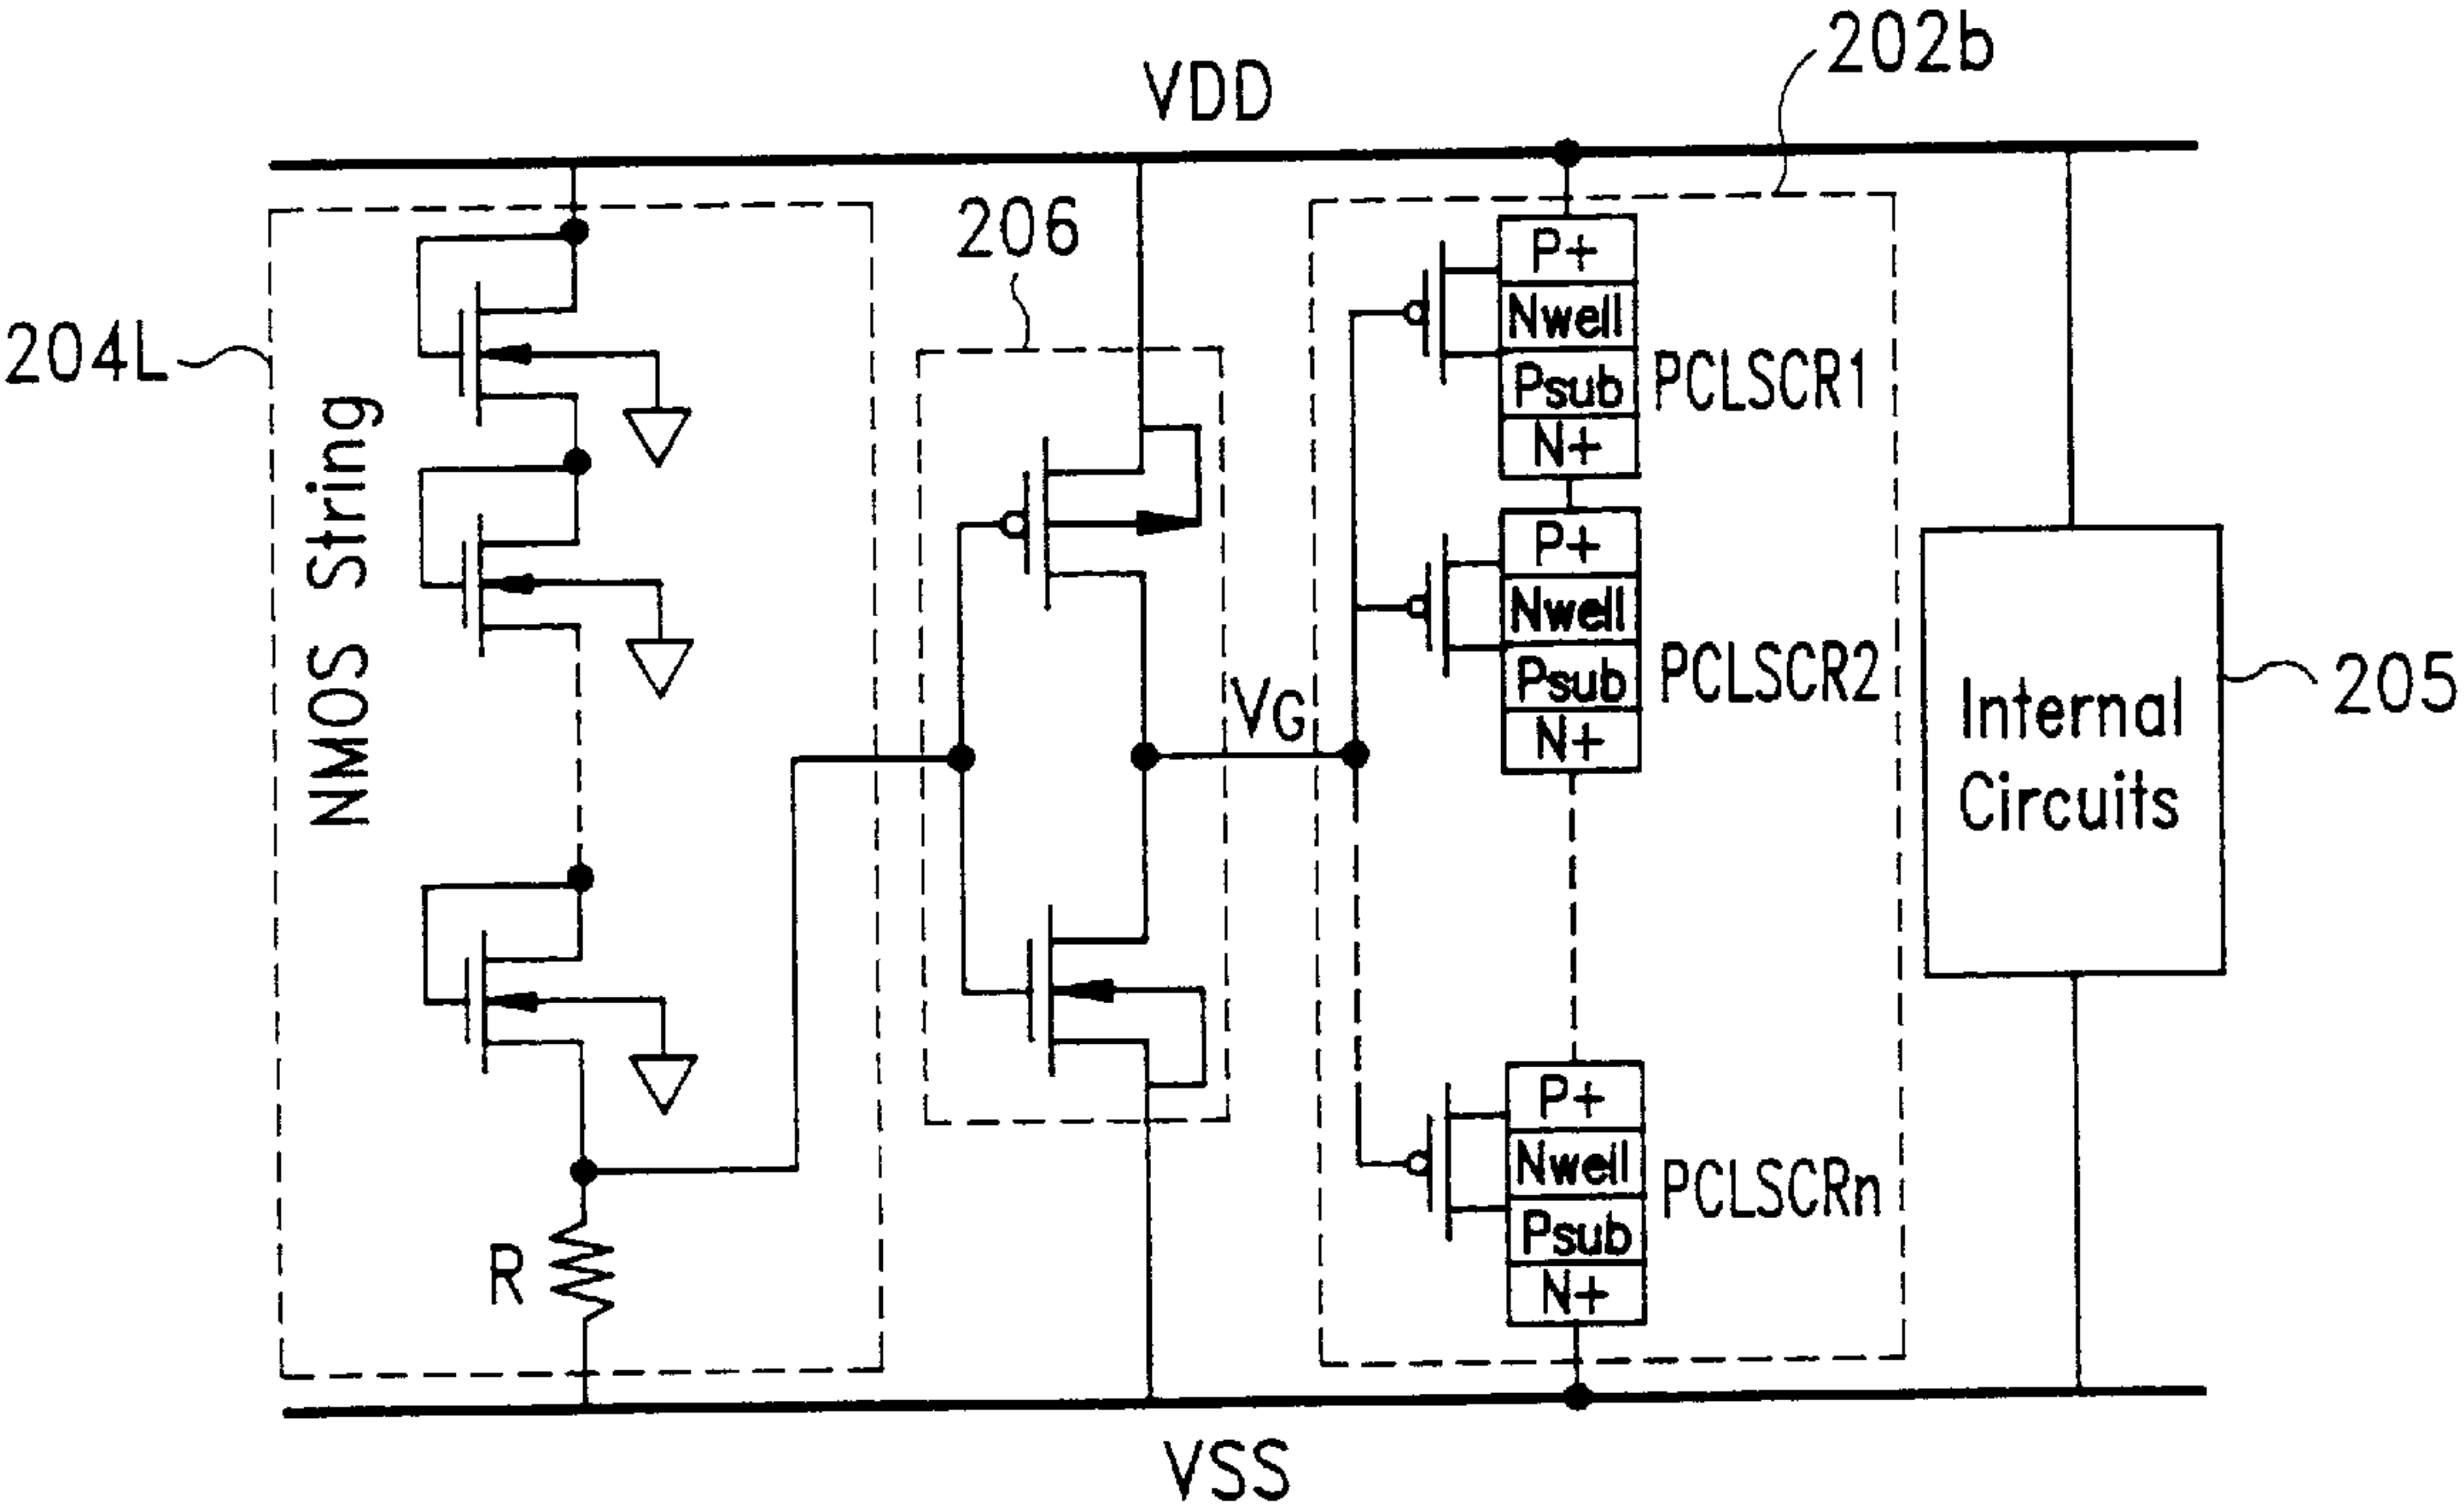 202b
VDD
206
204L
NMOS String
P+
Nwell
Psub
N+
PCLSCR1
P+
Nwell
Psub
N+
PCLSCR2
VG
Internal
Circuits
205
P+
Nwell
Psub
N+
PCLSCRn
R
VSS